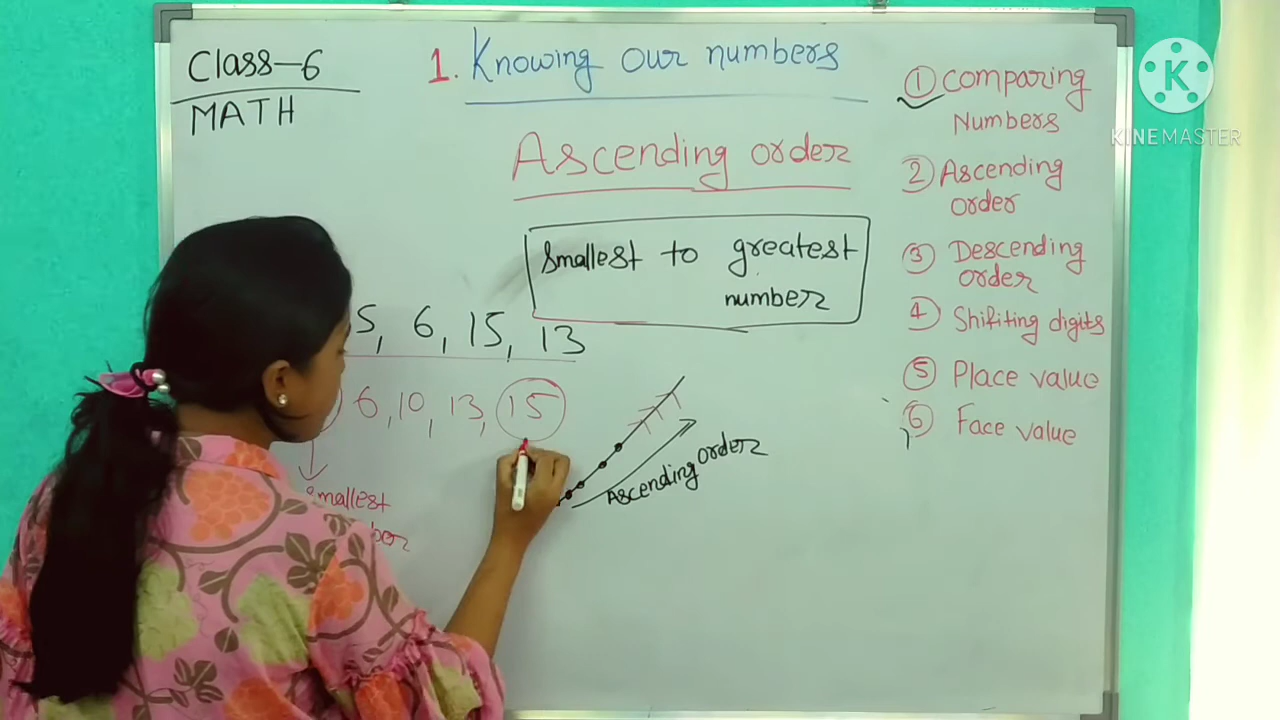 Class-6
MATH
1. Knowing our numbers
Ascending order
Smallest to greatest
number
5, 6, 15, 13
6, 10, 13, 15
Smallest
Ascending order
① Comparing
Numbers
② Ascending
order
③ Descending
order
④ Shifiting digits
⑤ Place value
⑥ Face value
KINEMASTER